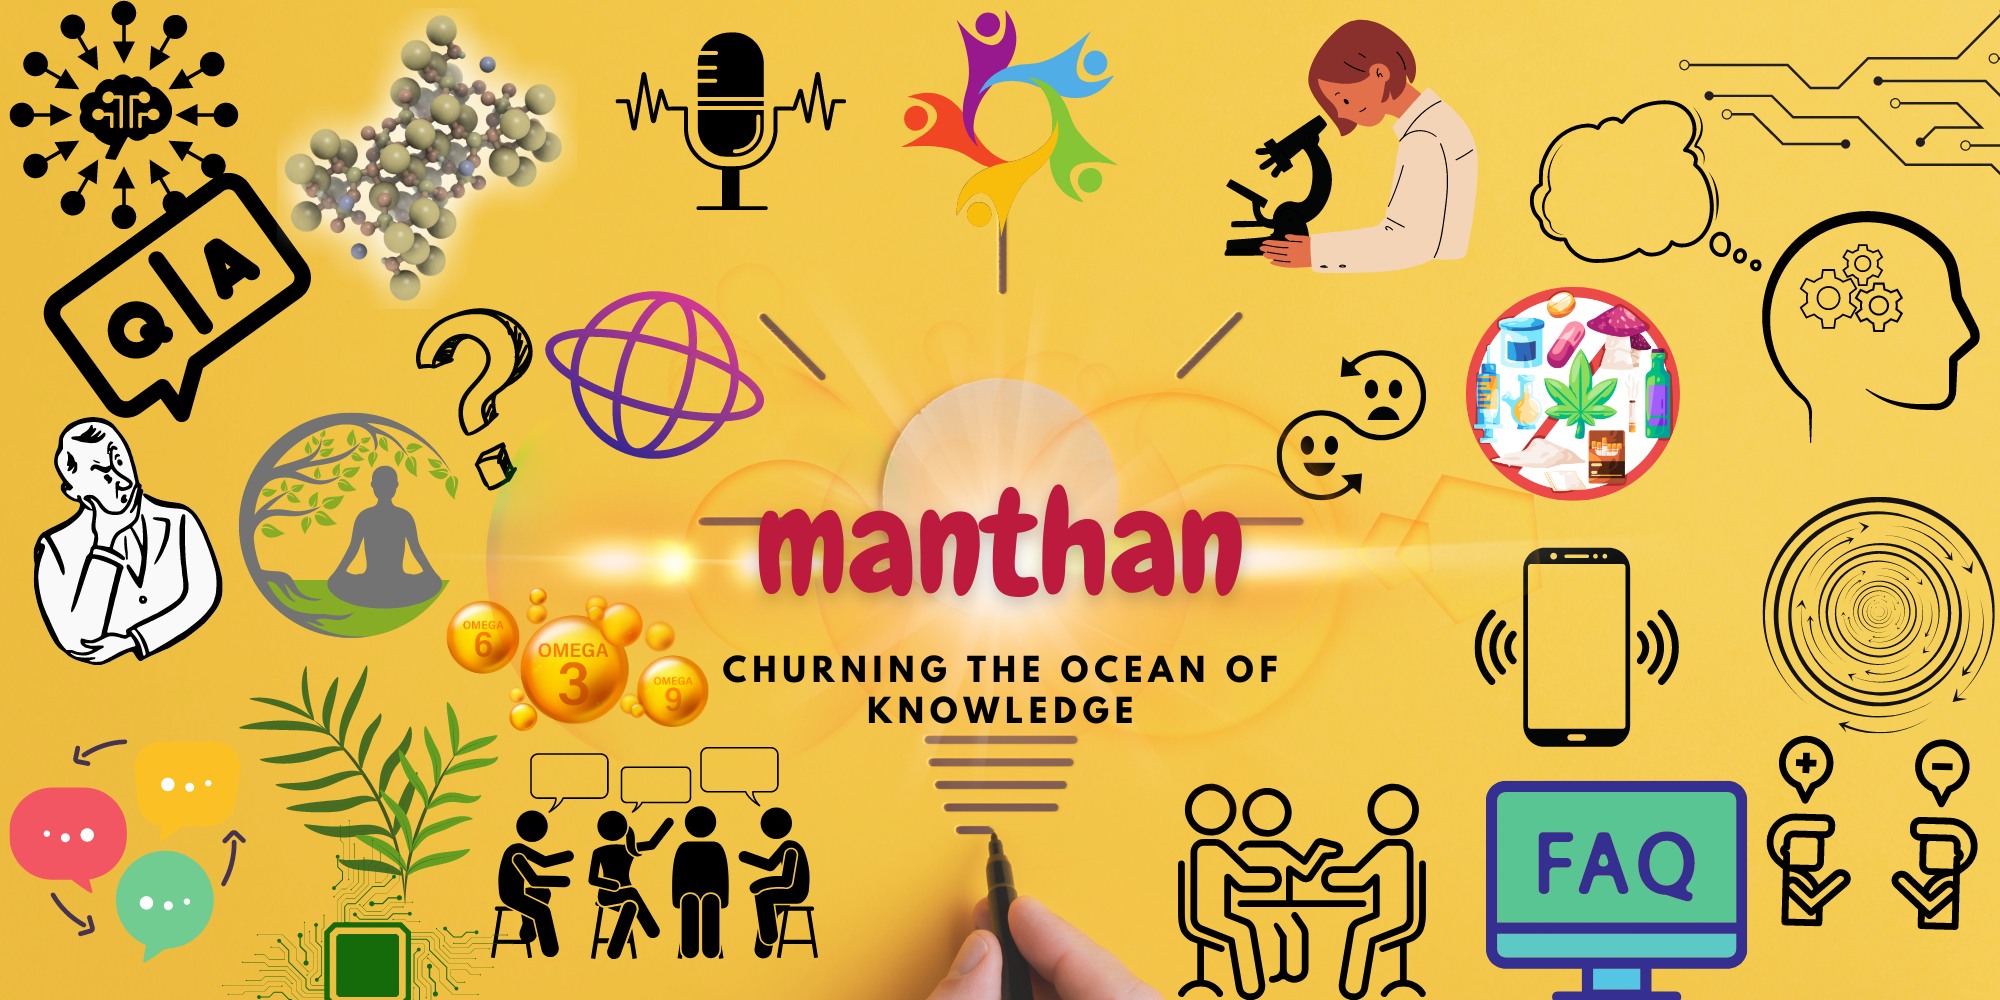 Q|A
manthan
OMEGA
6
OMEGA
3
OMEGA
9
CHURNING THE OCEAN OF
KNOWLEDGE
+
-
FAQ